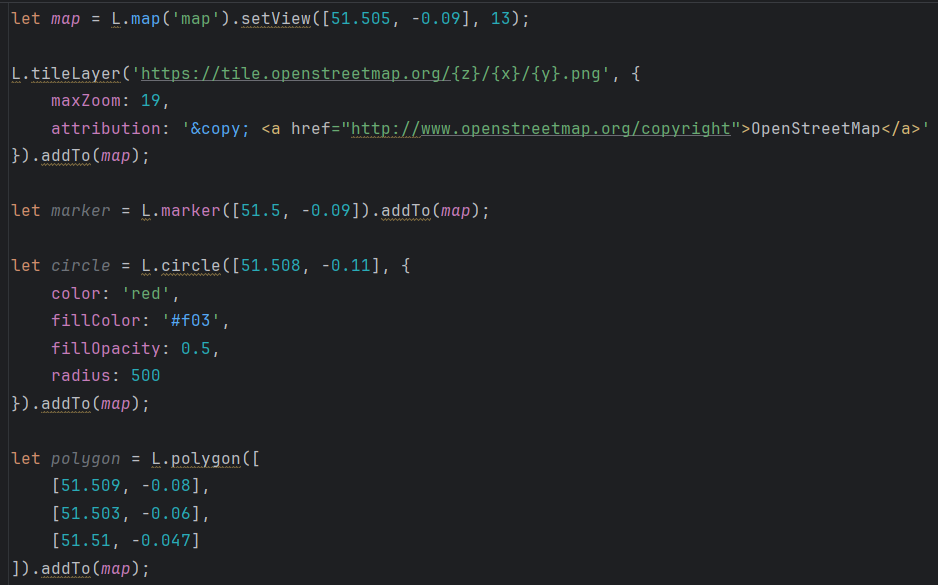 let map = L.map('map').setView([51.505, -0.09], 13);

L.tileLayer('https://tile.openstreetmap.org/{z}/{x}/{y}.png', {
    maxZoom: 19,
    attribution: '&copy; <a href="http://www.openstreetmap.org/copyright">OpenStreetMap</a>'
}).addTo(map);

let marker = L.marker([51.5, -0.09]).addTo(map);

let circle = L.circle([51.508, -0.11], {
    color: 'red',
    fillColor: '#f03',
    fillOpacity: 0.5,
    radius: 500
}).addTo(map);

let polygon = L.polygon([
    [51.509, -0.08],
    [51.503, -0.06],
    [51.51, -0.047]
]).addTo(map);